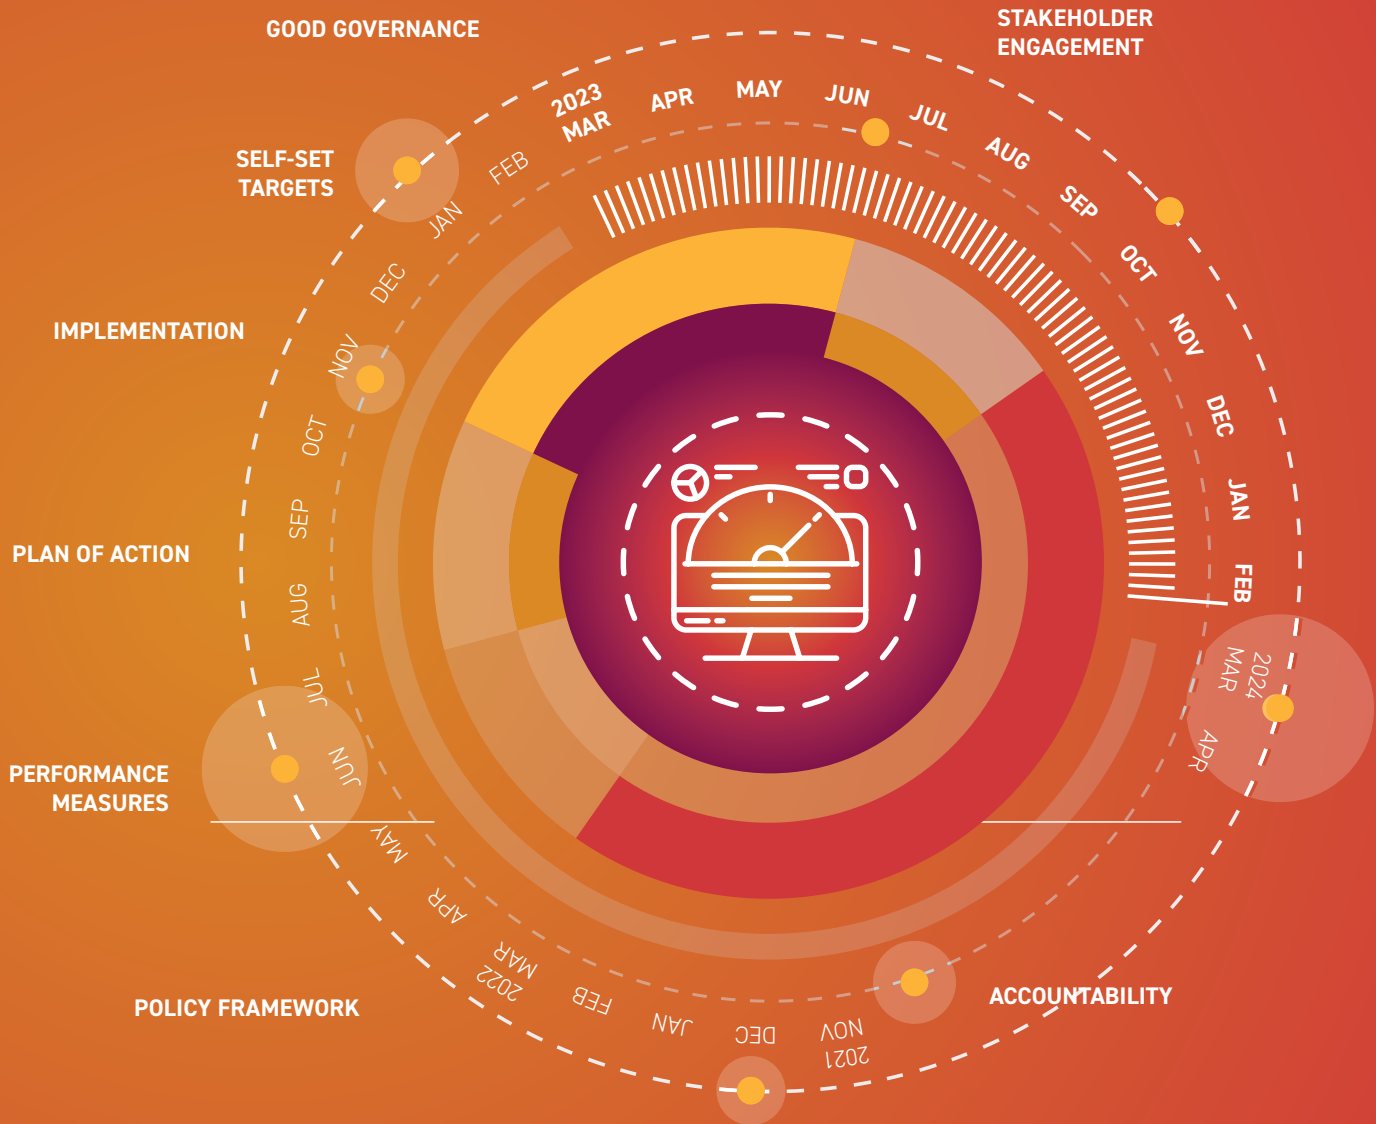 GOOD GOVERNANCE
STAKEHOLDER
ENGAGEMENT
SELF-SET
TARGETS
IMPLEMENTATION
PLAN OF ACTION
PERFORMANCE
MEASURES
POLICY FRAMEWORK
ACCOUNTABILITY
2021
NOV
DEC
JAN
FEB
2022
MAR
APR
MAY
JUN
JUL
AUG
SEP
OCT
NOV
DEC
JAN
FEB
2023
MAR
APR
MAY
JUN
JUL
AUG
SEP
OCT
NOV
DEC
JAN
FEB
2024
MAR
APR